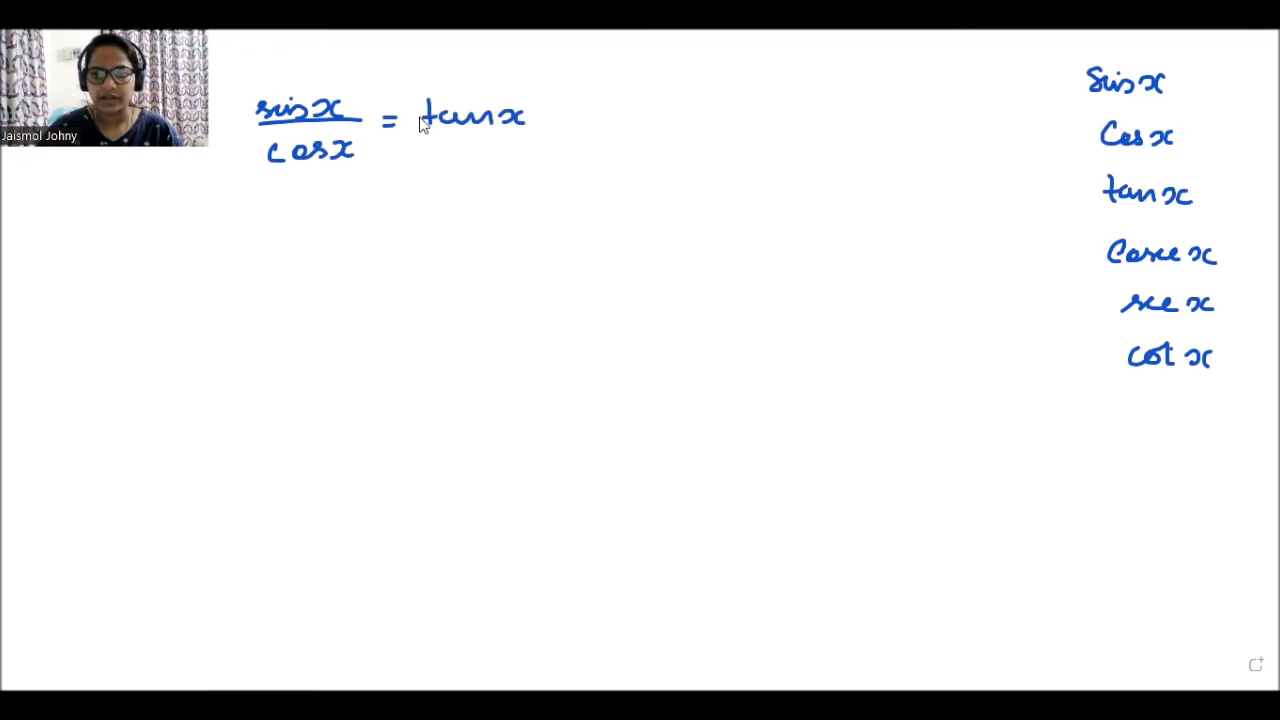 Jaismol Johny
sin x
cos x
= tan x
Sin x
Cos x
tan x
Cosec x
sec x
cot x